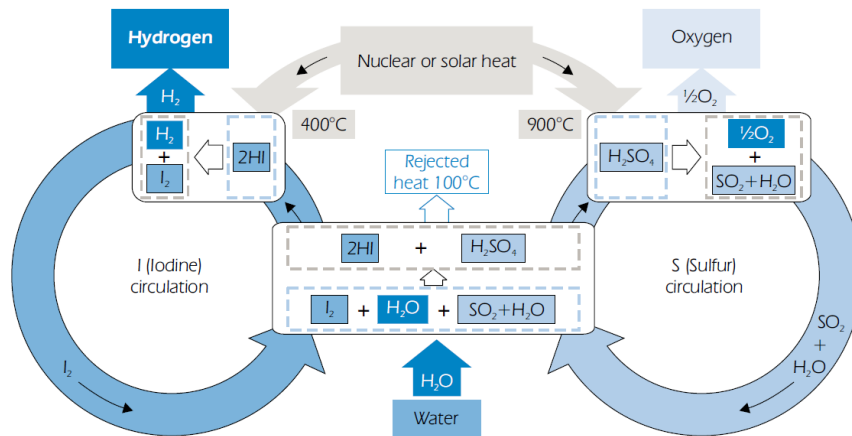 Hydrogen
Nuclear or solar heat
Oxygen
H₂
½O₂
400°C
900°C
H₂
+
I₂
2HI
H₂SO₄
½O₂
+
SO₂+H₂O
Rejected
heat 100°C
2HI + H₂SO₄
I (Iodine)
circulation
S (Sulfur)
circulation
I₂ + H₂O + SO₂+H₂O
I₂
H₂O
SO₂
+
H₂O
Water